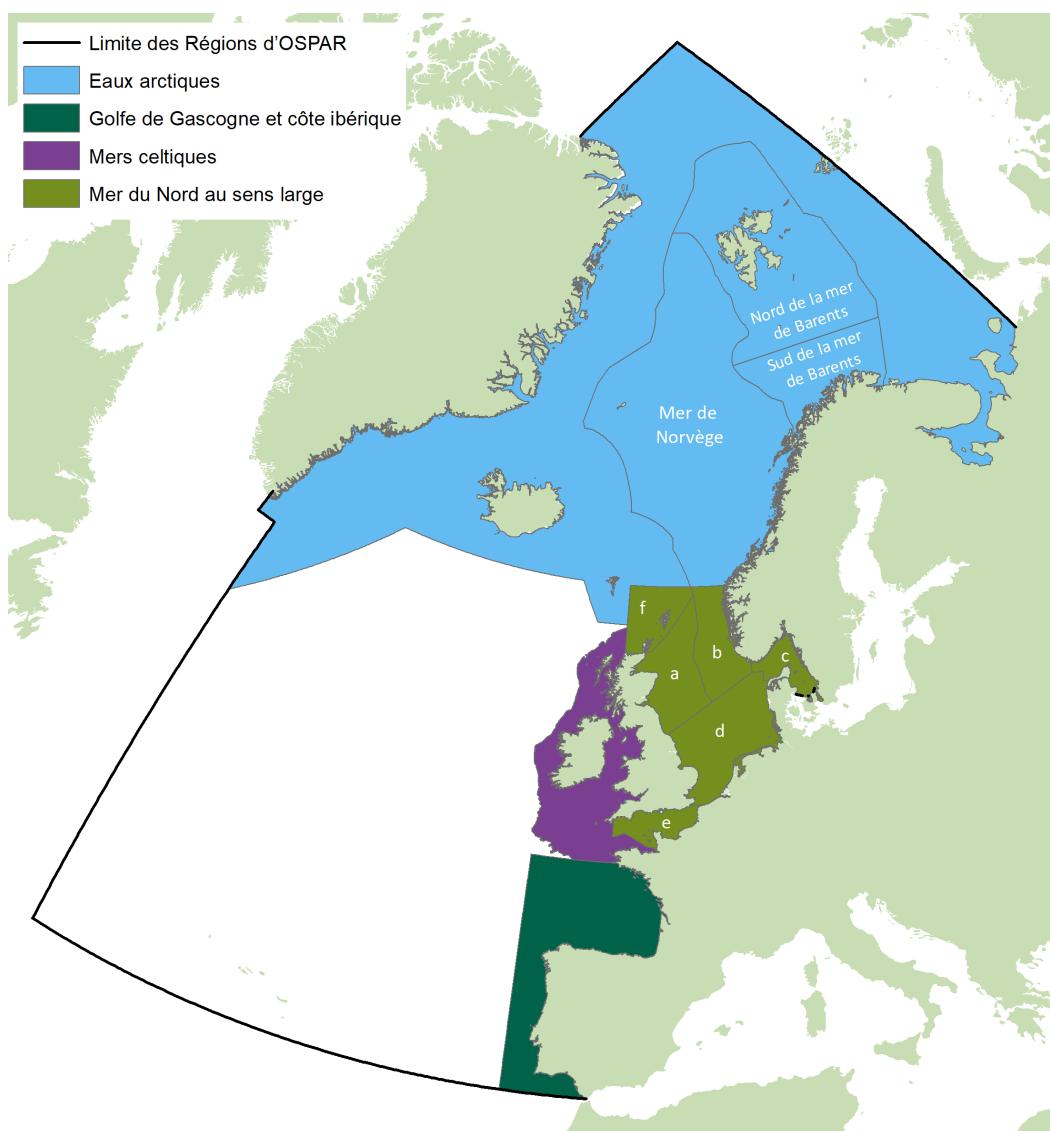 Limite des Régions d'OSPAR
Eaux arctiques
Golfe de Gascogne et côte ibérique
Mers celtiques
Mer du Nord au sens large
Nord de la mer
de Barents
Sud de la mer
de Barents
Mer de
Norvège
f
b
c
a
d
e